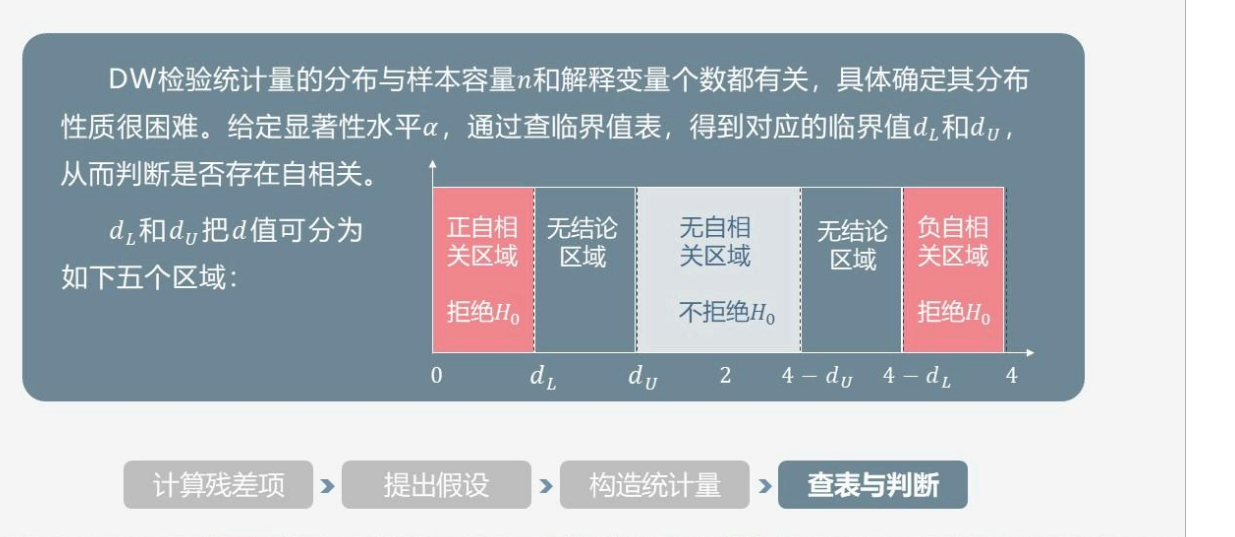 DW检验统计量的分布与样本容量n和解释变量个数都有关，具体确定其分布
性质很困难。给定显著性水平α，通过查临界值表，得到对应的临界值d_L和d_U，
从而判断是否存在自相关。
d_L和d_U把d值可分为
如下五个区域：
正自相
关区域
拒绝H_0
无结论
区域
无自相
关区域
不拒绝H_0
无结论
区域
负自相
关区域
拒绝H_0
0 d_L d_U 2 4 − d_U 4 − d_L 4
计算残差项 › 提出假设 › 构造统计量 › 查表与判断